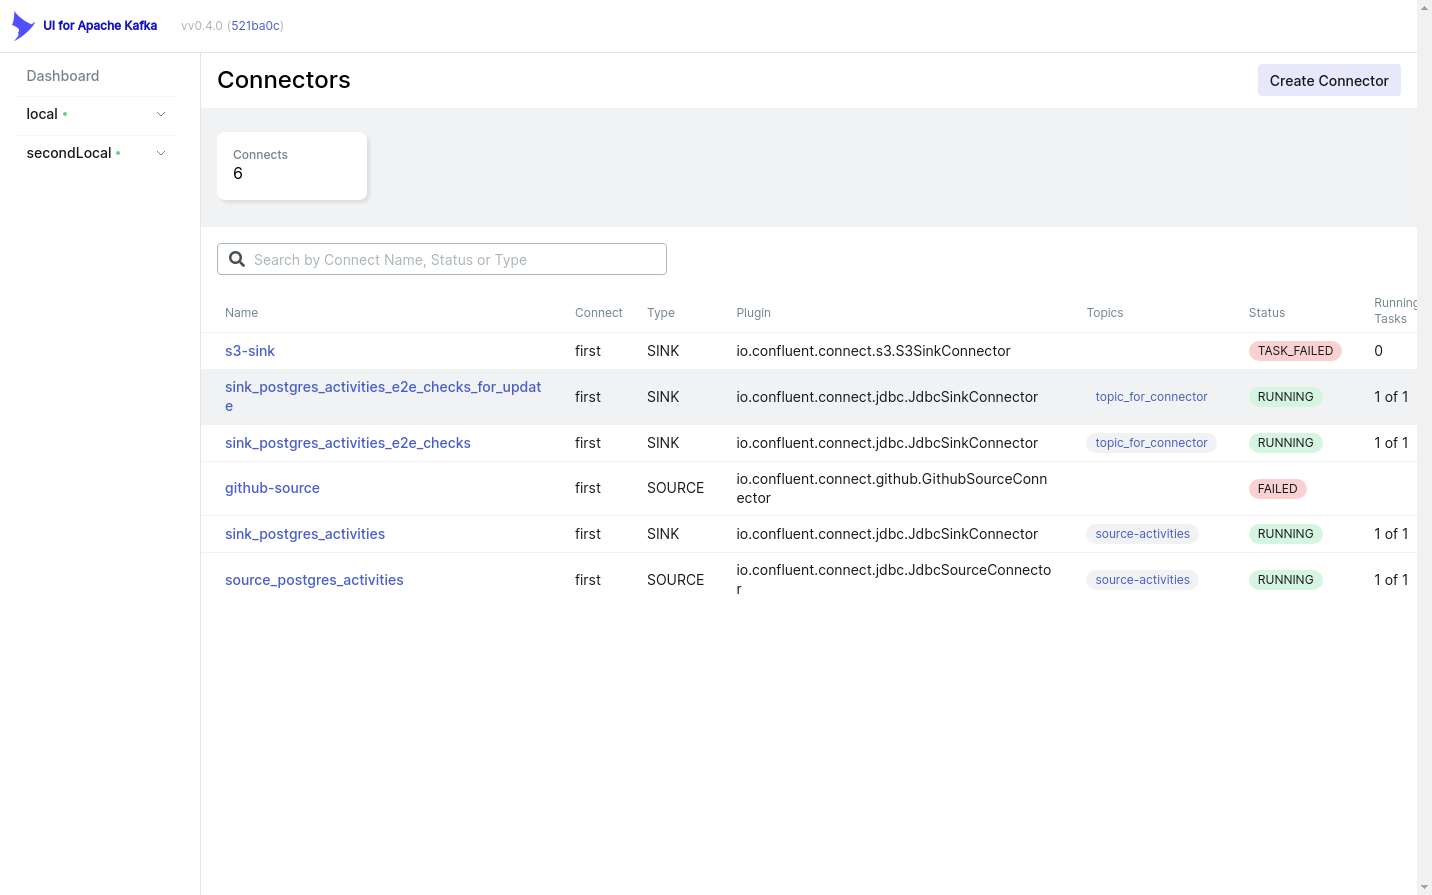 UI for Apache Kafka
vv0.4.0 (521ba0c)
Dashboard
local
secondLocal
Connectors
Create Connector
Connects
6
Search by Connect Name, Status or Type
Name Connect Type Plugin Topics Status Running
Tasks
s3-sink first SINK io.confluent.connect.s3.S3SinkConnector TASK_FAILED 0
sink_postgres_activities_e2e_checks_for_updat
e
first SINK io.confluent.connect.jdbc.JdbcSinkConnector topic_for_connector RUNNING 1 of 1
sink_postgres_activities_e2e_checks first SINK io.confluent.connect.jdbc.JdbcSinkConnector topic_for_connector RUNNING 1 of 1
github-source first SOURCE io.confluent.connect.github.GithubSourceConn
ector
FAILED
sink_postgres_activities first SINK io.confluent.connect.jdbc.JdbcSinkConnector source-activities RUNNING 1 of 1
source_postgres_activities first SOURCE io.confluent.connect.jdbc.JdbcSourceConnecto
r
source-activities RUNNING 1 of 1